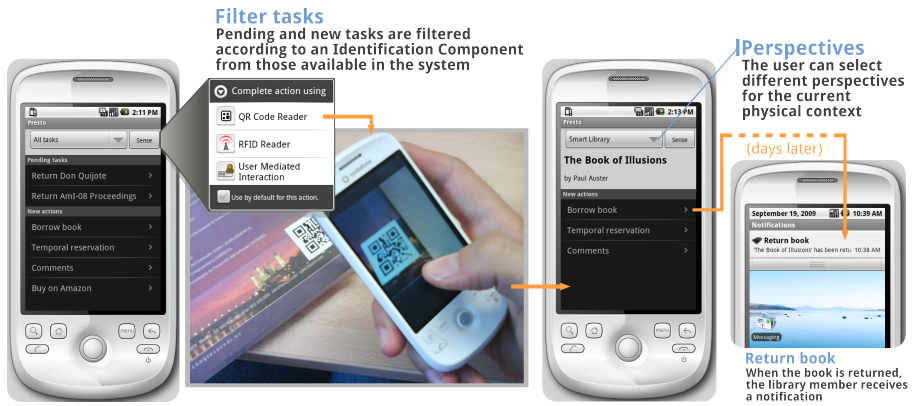 Filter tasks
Pending and new tasks are filtered
according to an Identification Component
from those available in the system
2:11 PM
Presto
All tasks
Sense
Pending tasks
Return Don Quijote
Return AmI-08 Proceedings
New actions
Borrow book
Temporal reservation
Comments
Buy on Amazon
menu
Complete action using
QR Code Reader
RFID Reader
User Mediated
Interaction
Use by default for this action.
vodafone
Perspectives
The user can select
different perspectives
for the current
physical context
2:13 PM
Presto
Smart Library
Sense
The Book of Illusions
by Paul Auster
New actions
Borrow book
Temporal reservation
Comments
menu
(days later)
September 19, 2009 10:39 AM
Notifications
Return book
'The Book of Illusions' has been retu 10:38 AM
Messaging
Return book
When the book is returned,
the library member receives
a notification